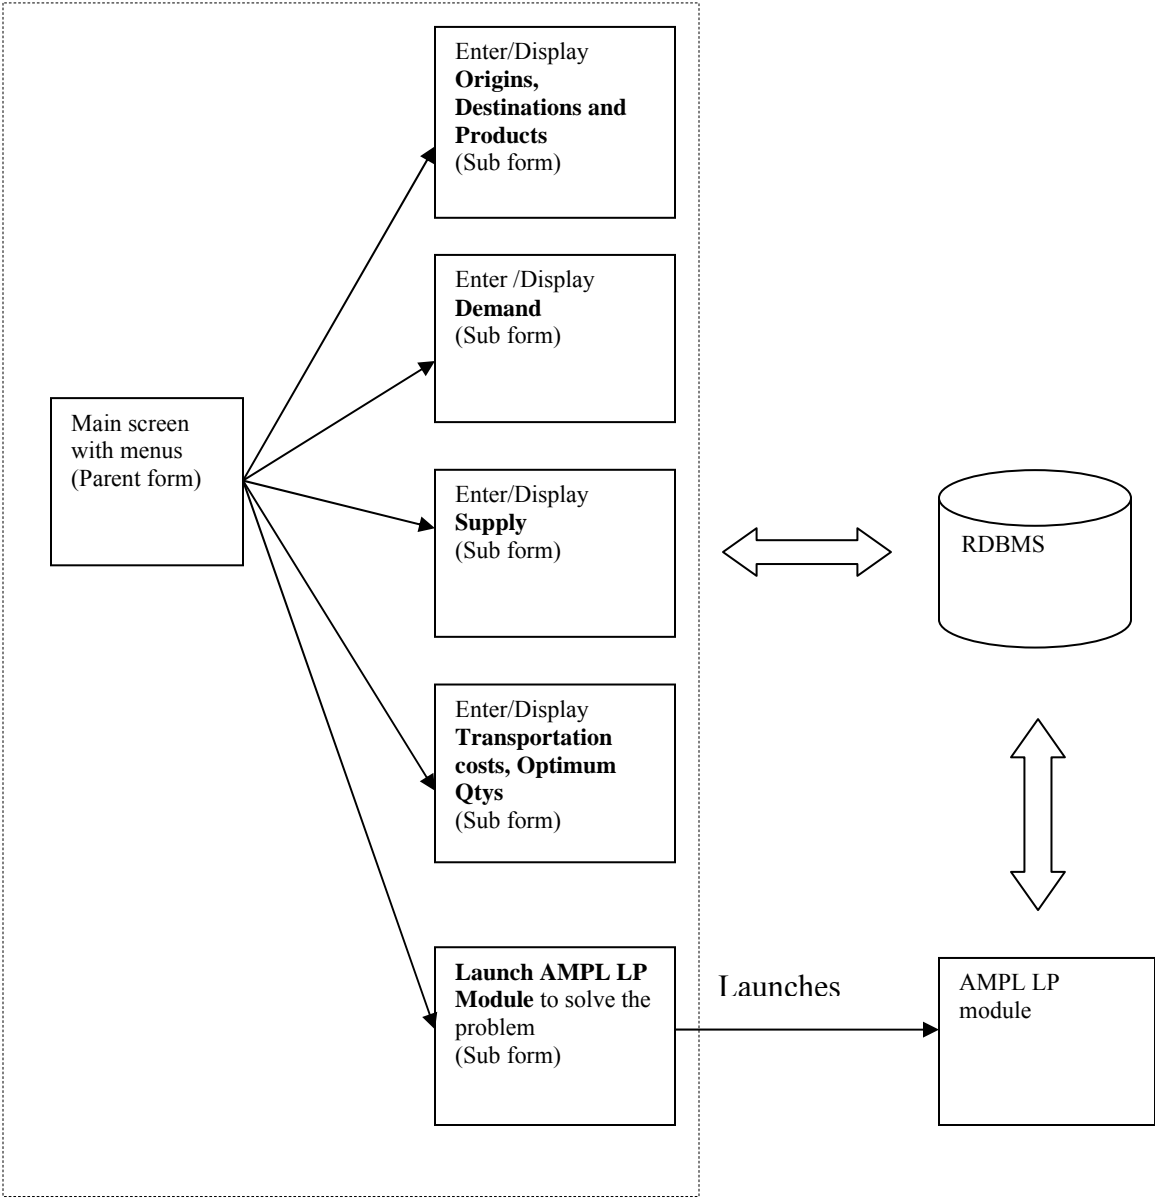 Enter/Display
Origins,
Destinations and
Products
(Sub form)
Enter /Display
Demand
(Sub form)
Main screen
with menus
(Parent form)
Enter/Display
Supply
(Sub form)
RDBMS
Enter/Display
Transportation
costs, Optimum
Qtys
(Sub form)
Launch AMPL LP
Module to solve the
problem
(Sub form)
Launches
AMPL LP
module